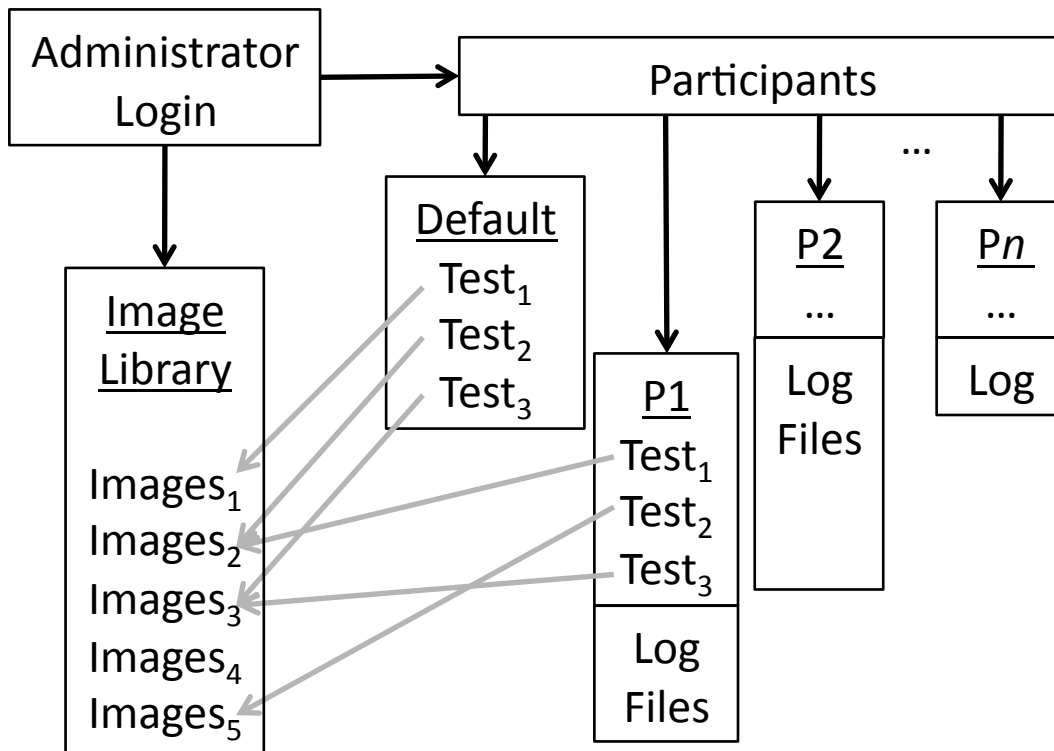 Administrator
Login
Participants
...
Default
Test₁
Test₂
Test₃
Image
Library
Images₁
Images₂
Images₃
Images₄
Images₅
P1
Test₁
Test₂
Test₃
Log
Files
P2
...
Log
Files
Pn
...
Log